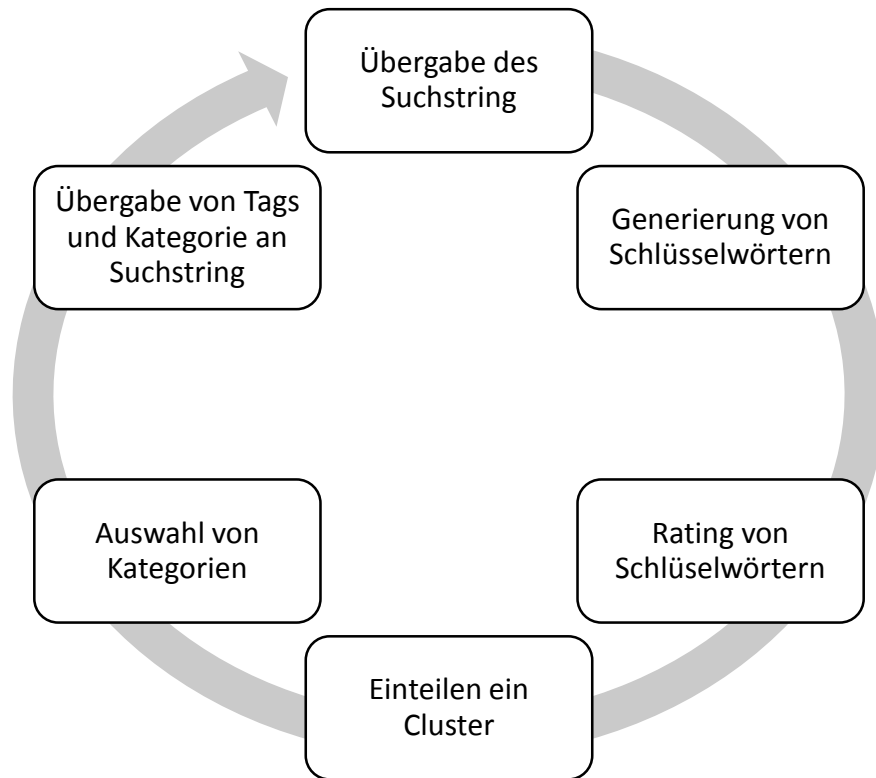 Übergabe des
Suchstring
Generierung von
Schlüsselwörtern
Rating von
Schlüselwörtern
Einteilen ein
Cluster
Auswahl von
Kategorien
Übergabe von Tags
und Kategorie an
Suchstring